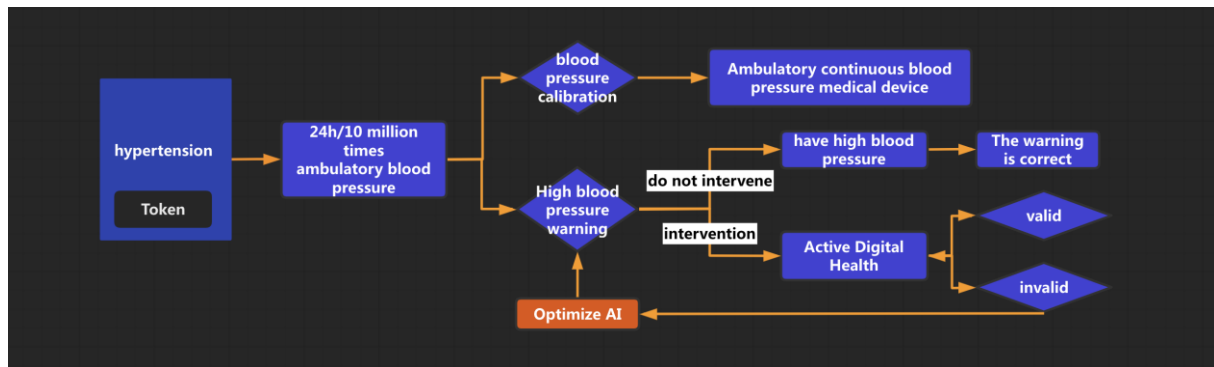 hypertension
Token
24h/10 million
times
ambulatory blood
pressure
blood
pressure
calibration
Ambulatory continuous blood
pressure medical device
High blood
pressure
warning
do not intervene
intervention
have high blood
pressure
The warning
is correct
Active Digital
Health
valid
invalid
Optimize AI